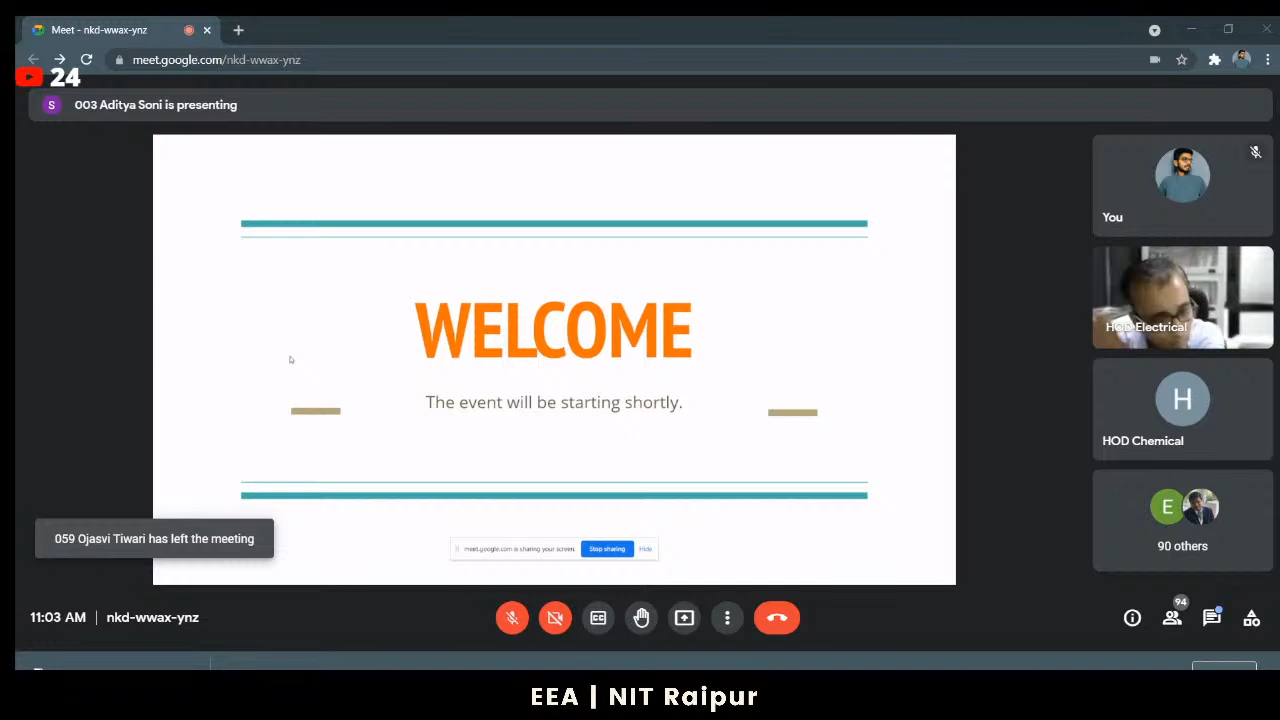 Meet - nkd-wwax-ynz
meet.google.com/nkd-wwax-ynz
24
S
003 Aditya Soni is presenting
You
WELCOME
The event will be starting shortly.
HOD Electrical
H
HOD Chemical
E
90 others
059 Ojasvi Tiwari has left the meeting
meet.google.com is sharing your screen.
Stop sharing
Hide
11:03 AM | nkd-wwax-ynz
94
EEA | NIT Raipur